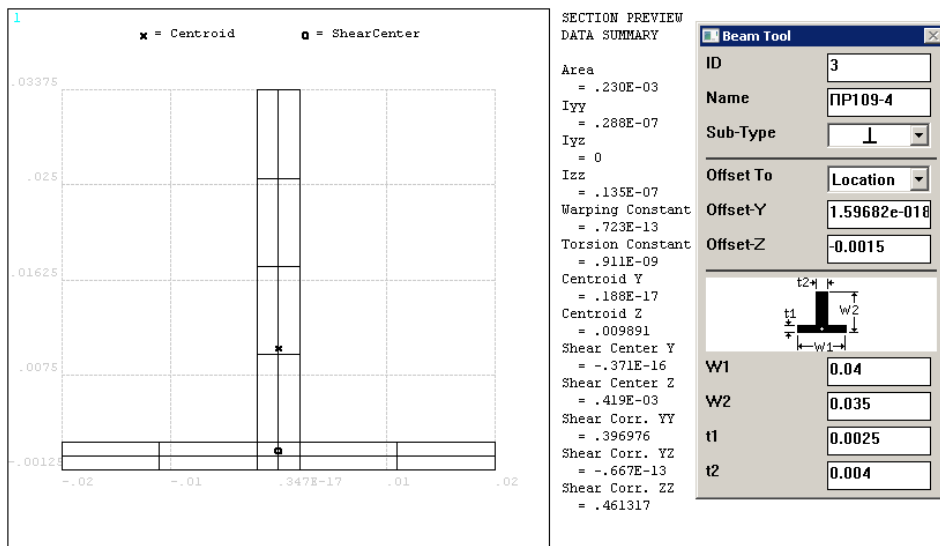 1
× = Centroid
o = ShearCenter
.03375
.025
.01625
.0075
-.00125
-.02
-.01
.347E-17
.01
.02
SECTION PREVIEW
DATA SUMMARY
Area
= .230E-03
Iyy
= .288E-07
Iyz
= 0
Izz
= .135E-07
Warping Constant
= .723E-13
Torsion Constant
= .911E-09
Centroid Y
= .188E-17
Centroid Z
= .009891
Shear Center Y
= -.371E-16
Shear Center Z
= .419E-03
Shear Corr. YY
= .396976
Shear Corr. YZ
= -.667E-13
Shear Corr. ZZ
= .461317
Beam Tool
ID 3
Name ПР109-4
Sub-Type
Offset To Location
Offset-Y 1.59682e-018
Offset-Z -0.0015
t2
t1
W2
W1
W1 0.04
W2 0.035
t1 0.0025
t2 0.004